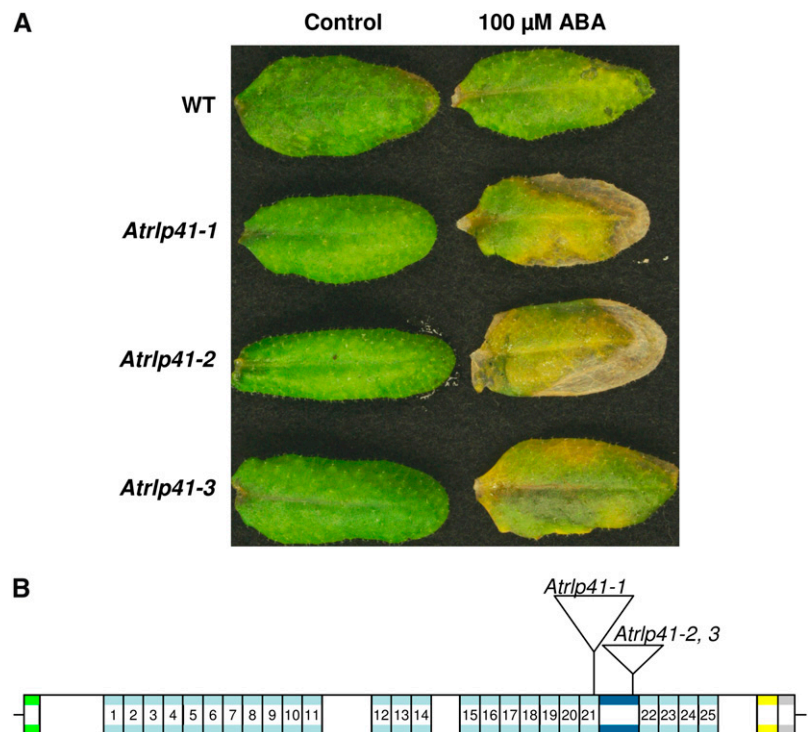 A
Control 100 µM ABA
WT
Atrlp41-1
Atrlp41-2
Atrlp41-3
B
Atrlp41-1
Atrlp41-2, 3
1 2 3 4 5 6 7 8 9 10 11 12 13 14 15 16 17 18 19 20 21 22 23 24 25